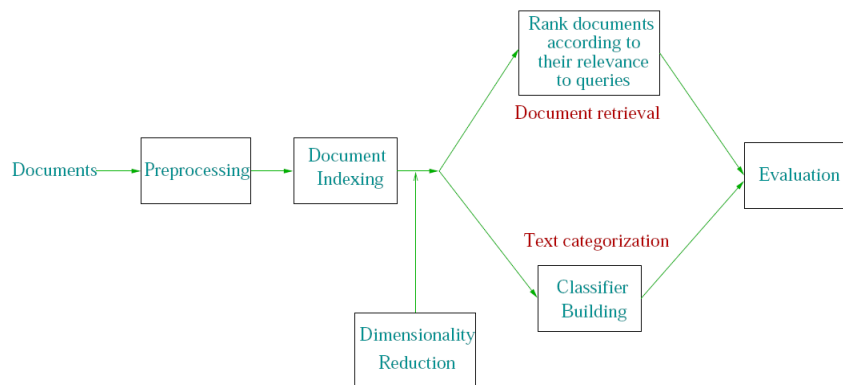 Documents
Preprocessing
Document
Indexing
Rank documents
according to
their relevance
to queries
Document retrieval
Text categorization
Classifier
Building
Evaluation
Dimensionality
Reduction